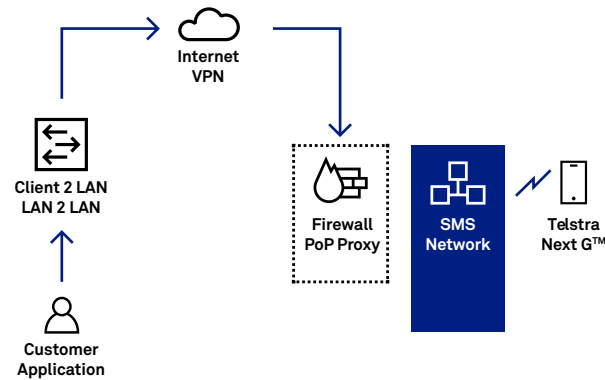 Internet
VPN
Client 2 LAN
LAN 2 LAN
Firewall
PoP Proxy
SMS
Network
Telstra
Next G™
Customer
Application